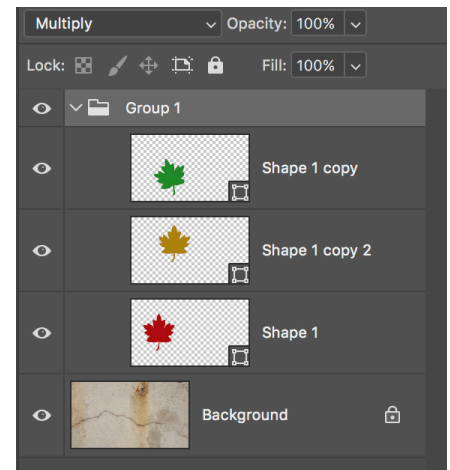 Multiply Opacity: 100%
Lock: Fill: 100%
Group 1
Shape 1 copy
Shape 1 copy 2
Shape 1
Background